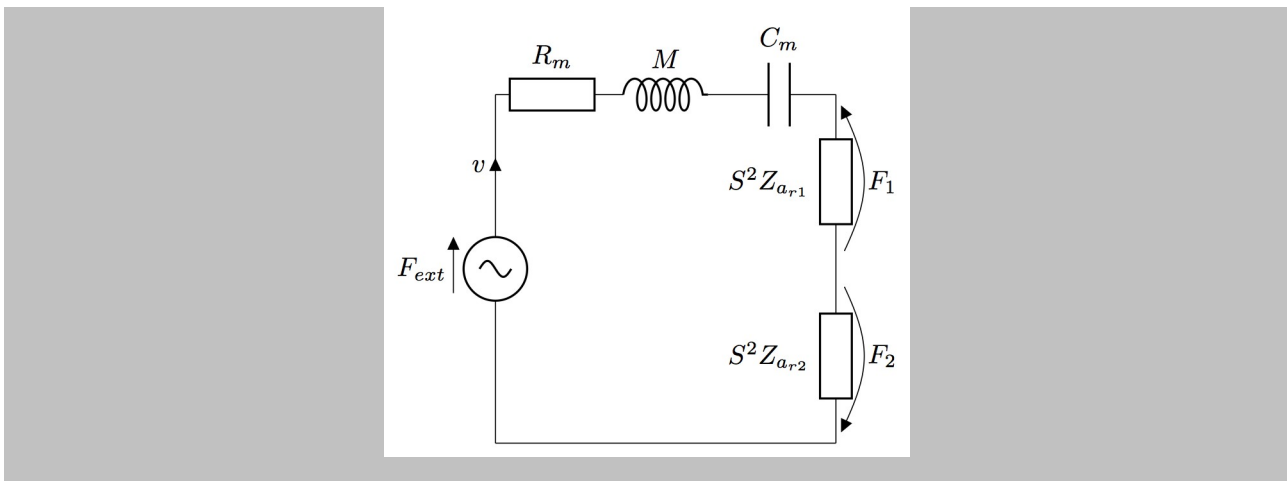 C_m
R_m
M
v
S^2 Z_{a_{r1}}
F_1
F_{ext}
S^2 Z_{a_{r2}}
F_2